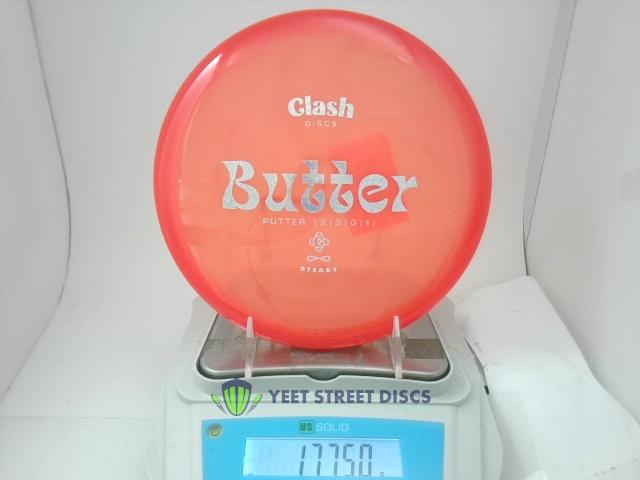 Clash
DISCS
Butter
PUTTER |2|3|0|1|
STEADY
YEET STREET DISCS
US SOLID
177.50 g